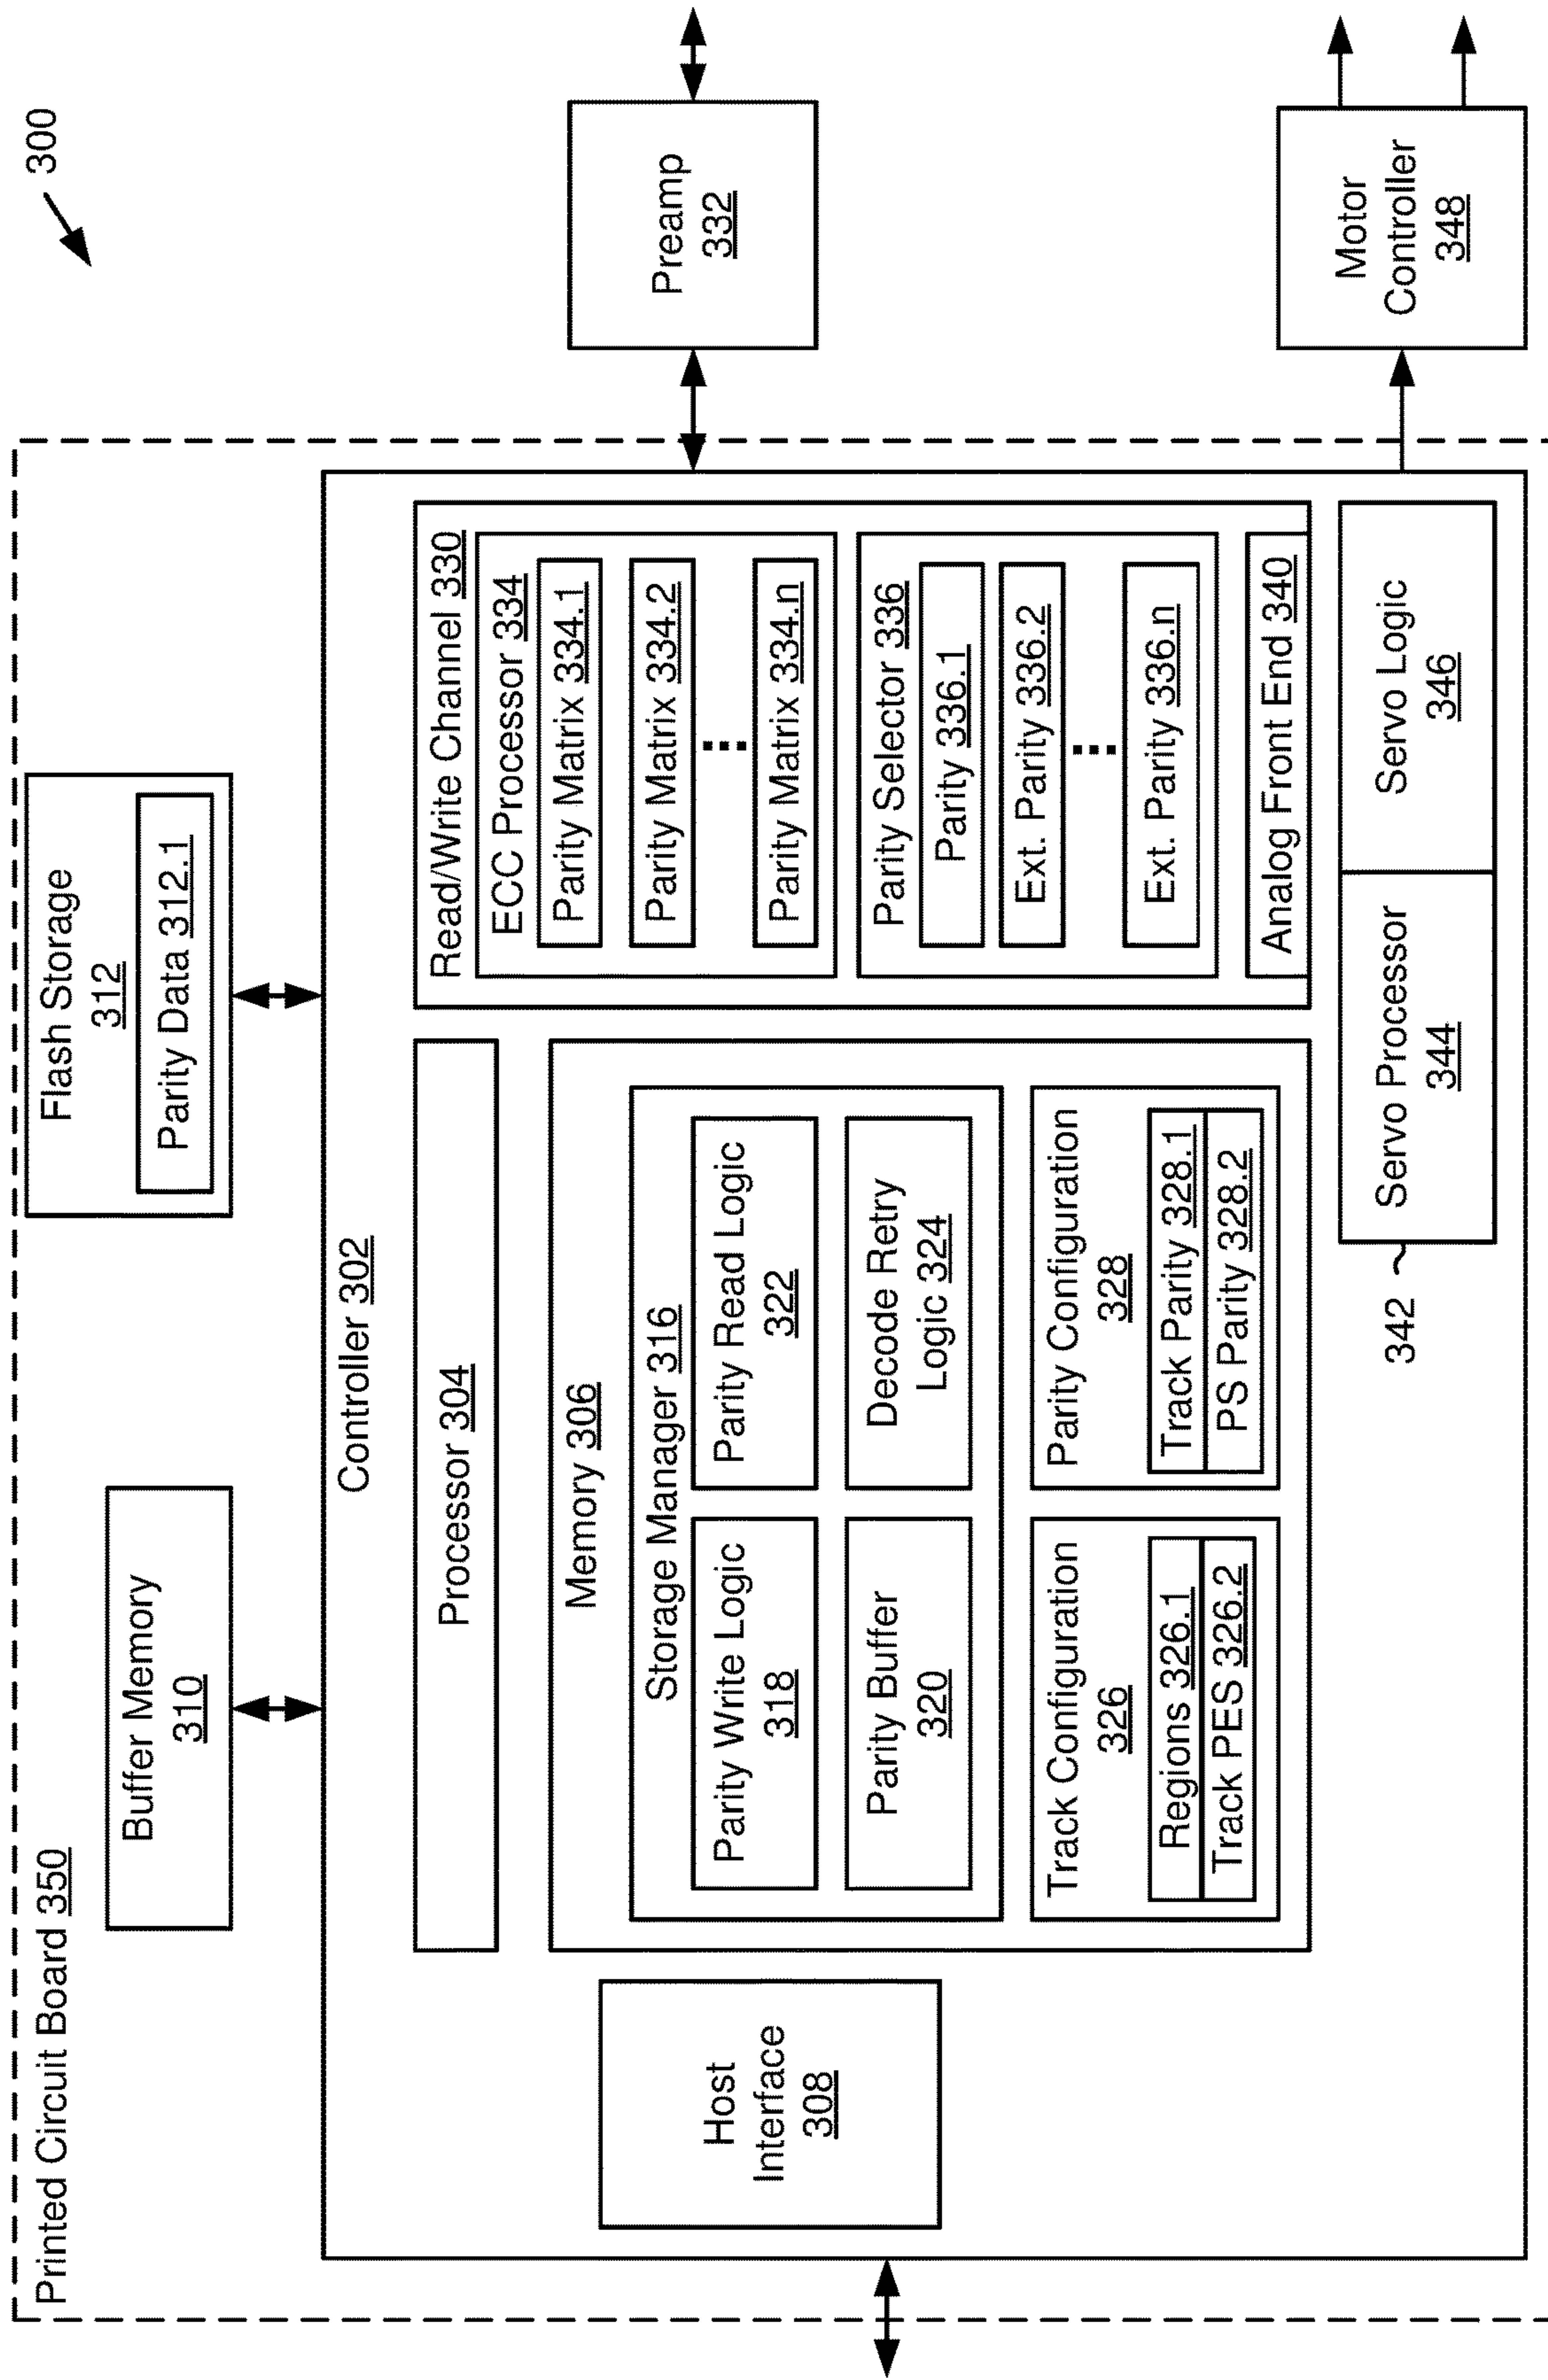 300
Printed Circuit Board 350
Buffer Memory
310
Flash Storage
312
Parity Data 312.1
Controller 302
Processor 304
Host
Interface
308
Memory 306
Storage Manager 316
Parity Write Logic
318
Parity Read Logic
322
Parity Buffer
320
Decode Retry
Logic 324
Track Configuration
326
Regions 326.1
Track PES 326.2
Parity Configuration
328
Track Parity 328.1
PS Parity 328.2
Read/Write Channel 330
ECC Processor 334
Parity Matrix 334.1
Parity Matrix 334.2
Parity Matrix 334.n
Parity Selector 336
Parity 336.1
Ext. Parity 336.2
Ext. Parity 336.n
Analog Front End 340
342
Servo Processor
344
Servo Logic
346
Preamp
332
Motor
Controller
348